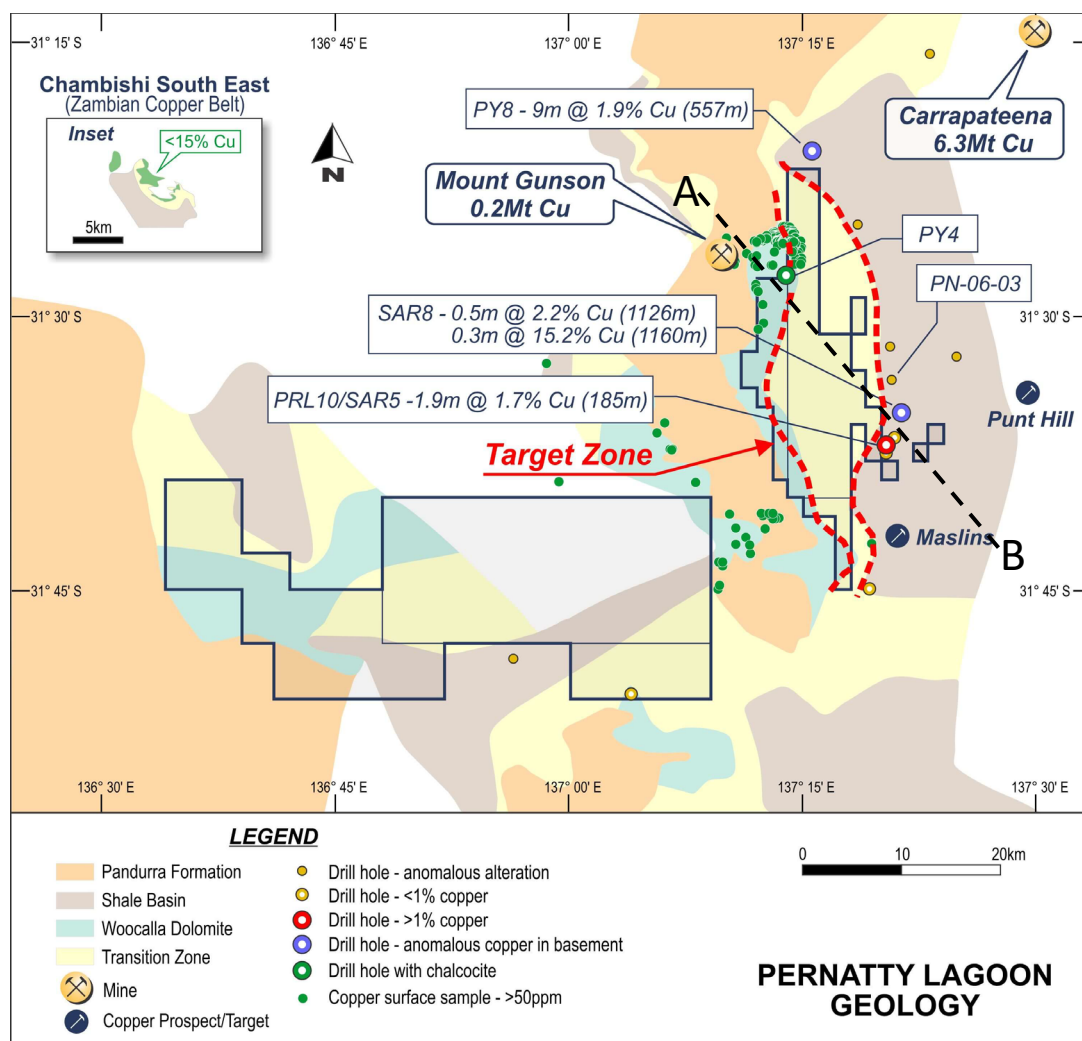 31° 15' S
136° 45' E
137° 00' E
137° 15' E
137° 30' E
Chambishi South East
(Zambian Copper Belt)
Inset
<15% Cu
5km
N
PY8 - 9m @ 1.9% Cu (557m)
Carrapateena
6.3Mt Cu
Mount Gunson
0.2Mt Cu
A
PY4
PN-06-03
SAR8 - 0.5m @ 2.2% Cu (1126m)
0.3m @ 15.2% Cu (1160m)
31° 30' S
31° 30' S
PRL10/SAR5 -1.9m @ 1.7% Cu (185m)
Punt Hill
Target Zone
Maslins
B
31° 45' S
31° 45' S
136° 30' E
136° 45' E
137° 00' E
137° 15' E
137° 30' E
LEGEND
Pandurra Formation
Shale Basin
Woocalla Dolomite
Transition Zone
Mine
Copper Prospect/Target
Drill hole - anomalous alteration
Drill hole - <1% copper
Drill hole - >1% copper
Drill hole - anomalous copper in basement
Drill hole with chalcocite
Copper surface sample - >50ppm
0 10 20km
PERNATTY LAGOON
GEOLOGY